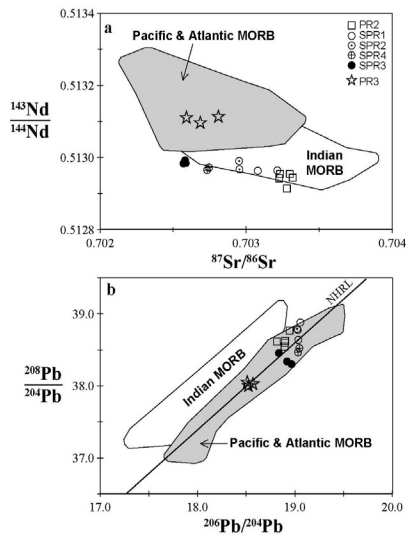 a
Pacific & Atlantic MORB
PR2
SPR1
SPR2
SPR4
SPR3
PR3
Indian
MORB
0.5134
0.5132
0.5130
0.5128
143Nd
144Nd
0.702
0.703
0.704
87Sr/86Sr
b
NHRL
Indian MORB
Pacific & Atlantic MORB
39.0
38.0
37.0
208Pb
204Pb
17.0
18.0
19.0
20.0
206Pb/204Pb